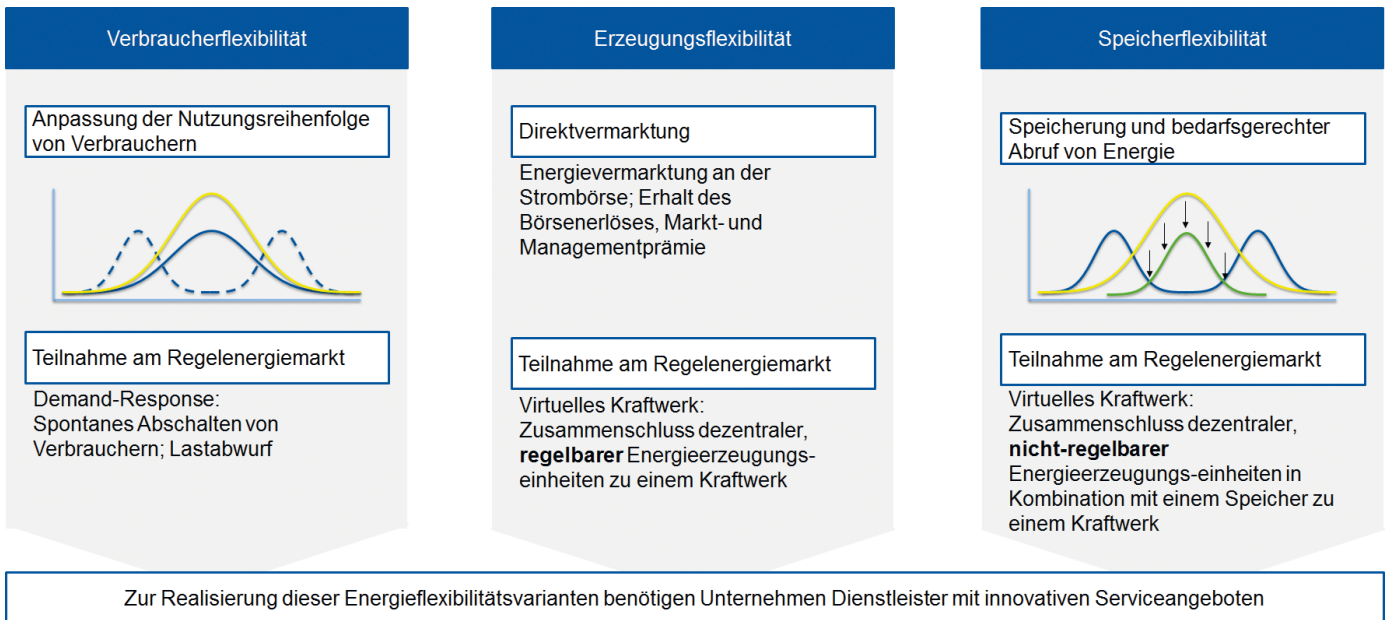 Verbraucherflexibilität
Anpassung der Nutzungsreihenfolge
von Verbrauchern
Teilnahme am Regelenergiemarkt
Demand-Response:
Spontanes Abschalten von
Verbrauchern; Lastabwurf
Erzeugungsflexibilität
Direktvermarktung
Energievermarktung an der
Strombörse; Erhalt des
Börsenerlöses, Markt- und
Managementprämie
Teilnahme am Regelenergiemarkt
Virtuelles Kraftwerk:
Zusammenschluss dezentraler,
regelbarer Energieerzeugungs-
einheiten zu einem Kraftwerk
Speicherflexibilität
Speicherung und bedarfsgerechter
Abruf von Energie
Teilnahme am Regelenergiemarkt
Virtuelles Kraftwerk:
Zusammenschluss dezentraler,
nicht-regelbarer
Energieerzeugungs-einheiten in
Kombination mit einem Speicher zu
einem Kraftwerk
Zur Realisierung dieser Energieflexibilitätsvarianten benötigen Unternehmen Dienstleister mit innovativen Serviceangeboten